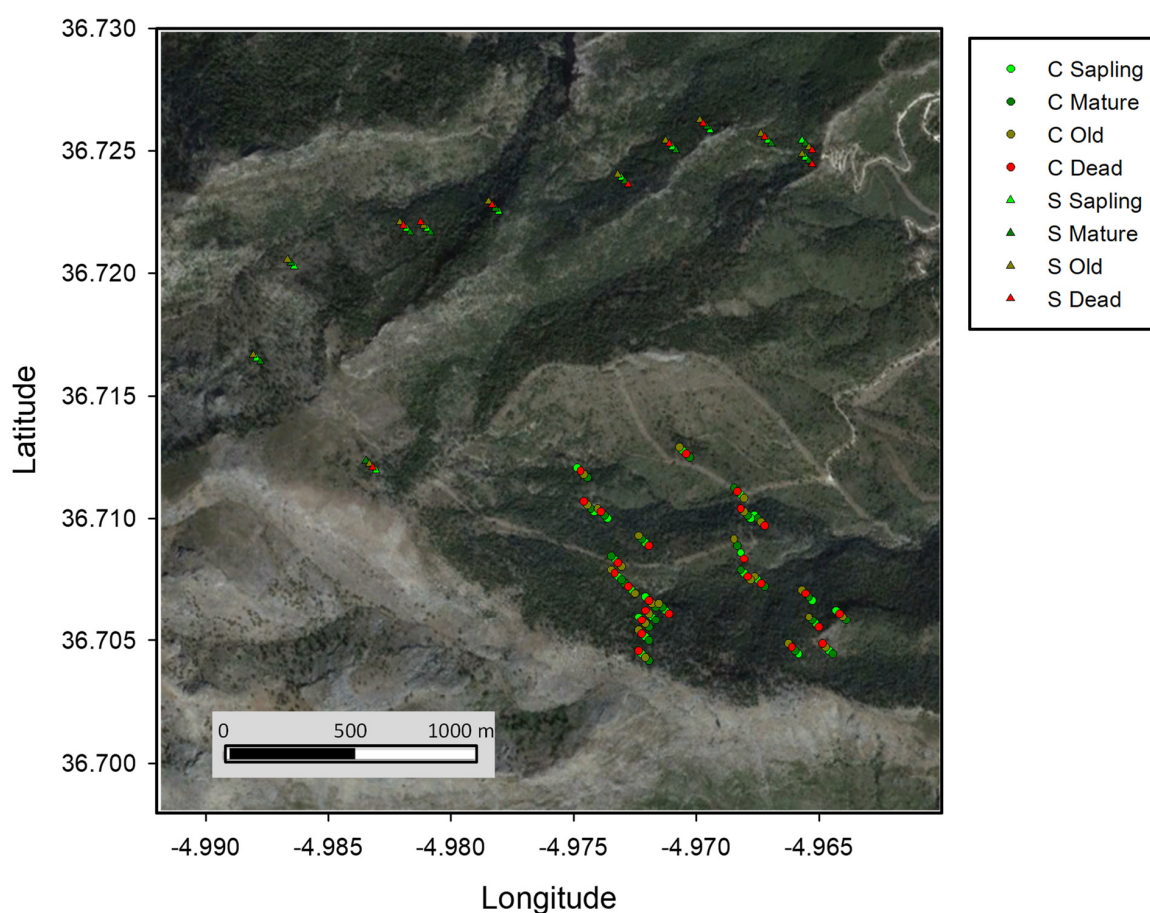 36.730
36.725
36.720
36.715
36.710
36.705
36.700
Latitude
-4.990
-4.985
-4.980
-4.975
-4.970
-4.965
Longitude
0 500 1000 m
C Sapling
C Mature
C Old
C Dead
S Sapling
S Mature
S Old
S Dead